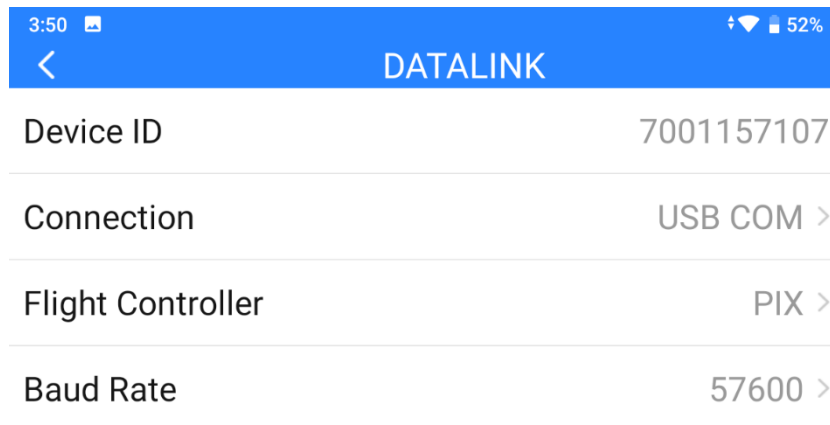 3:50 52%
DATALINK
Device ID 7001157107
Connection USB COM
Flight Controller PIX
Baud Rate 57600